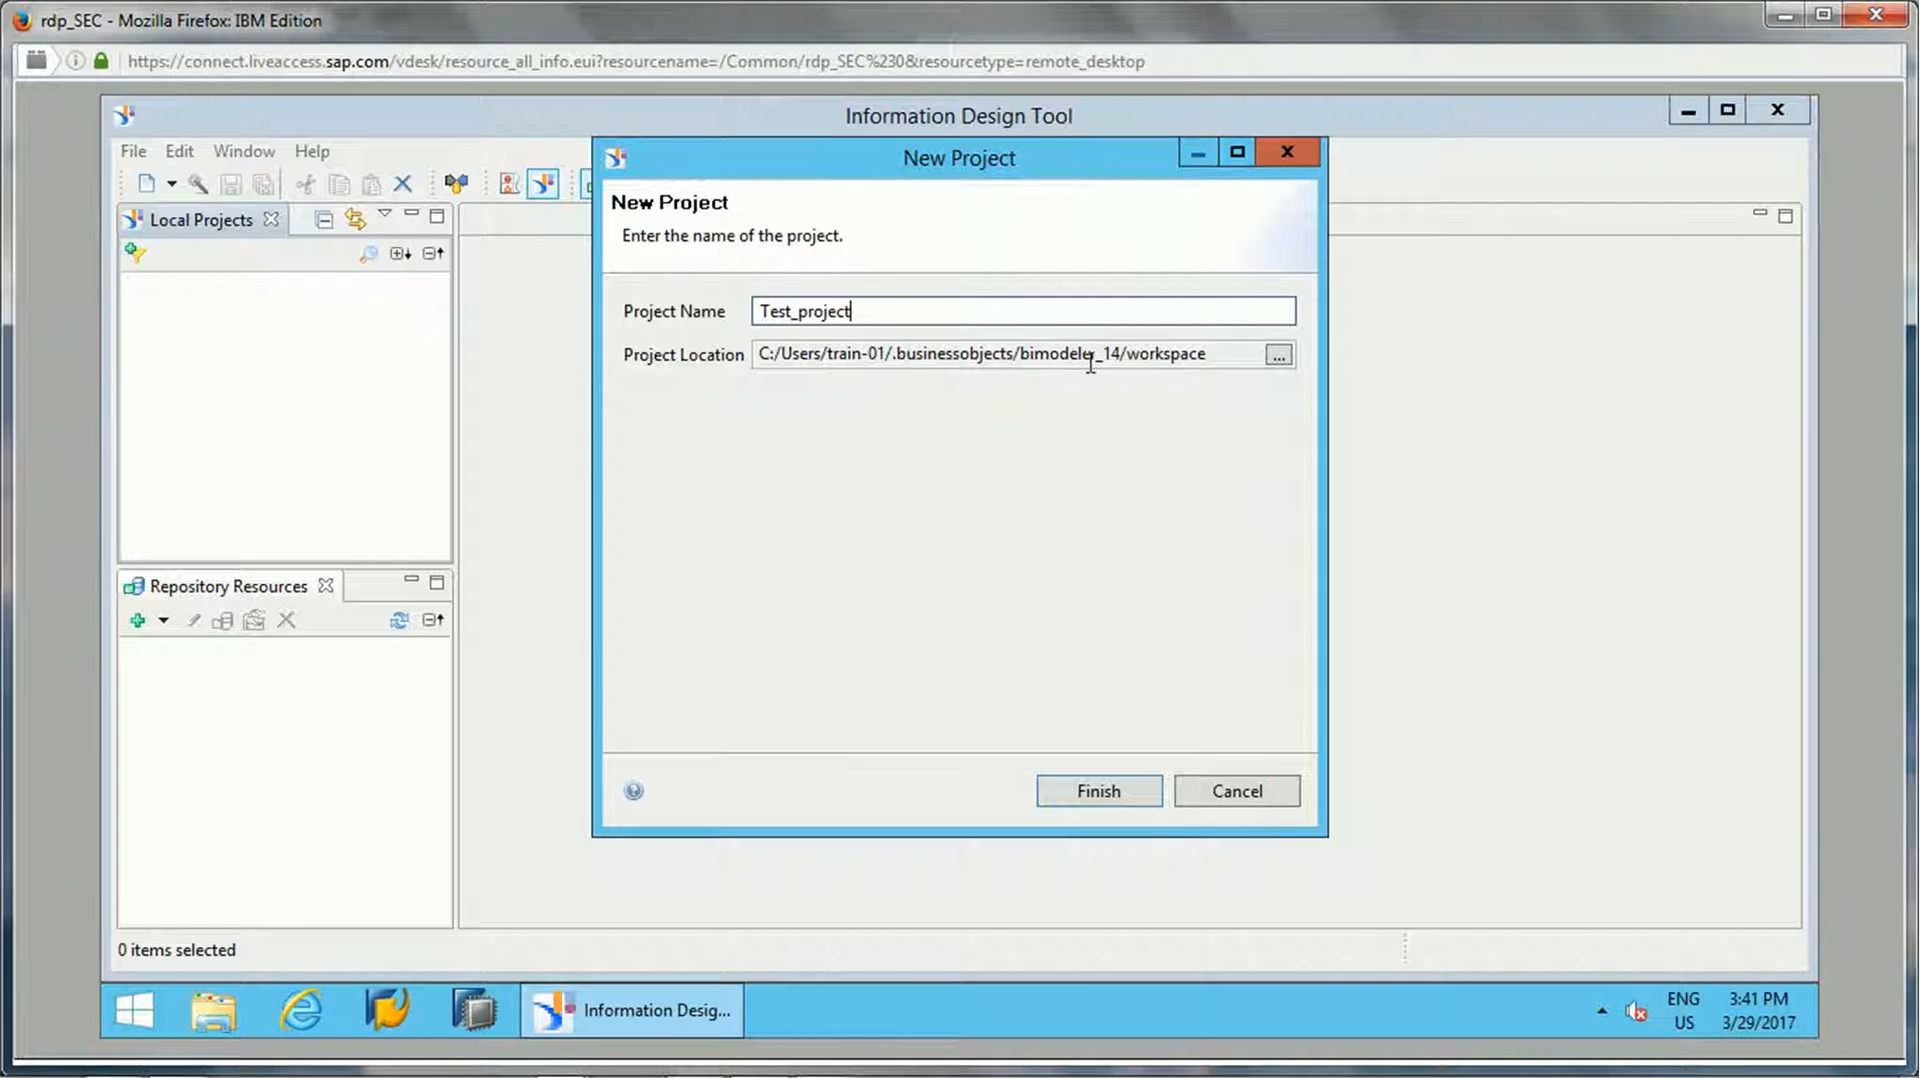 rdp_SEC - Mozilla Firefox: IBM Edition
https://connect.liveaccess.sap.com/vdesk/resource_all_info.eui?resourcename=/Common/rdp_SEC%230&resourcetype=remote_desktop
Information Design Tool
File Edit Window Help
New Project
Local Projects
New Project
Enter the name of the project.
Project Name Test_project
Project Location C:/Users/train-01/.businessobjects/bimodeler_14/workspace ...
Repository Resources
Finish Cancel
0 items selected
Information Desig...
ENG 3:41 PM
US 3/29/2017